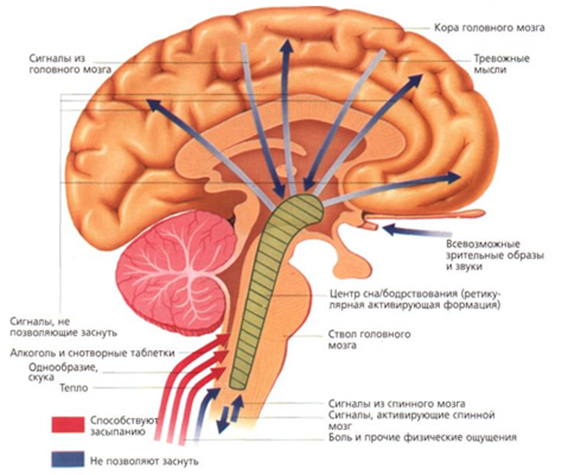 Кора головного мозга
Сигналы из
головного мозга
Тревожные
мысли
Всевозможные
зрительные образы
и звуки
Центр сна/бодрствования (ретику-
лярная активирующая формация)
Сигналы, не
позволяющие заснуть
Ствол головного
мозга
Алкоголь и снотворные таблетки
Однообразие,
скука
Тепло
Сигналы из спинного мозга
Сигналы, активирующие спинной
мозг
Боль и прочие физические ощущения
Способствуют
засыпанию
Не позволяют заснуть